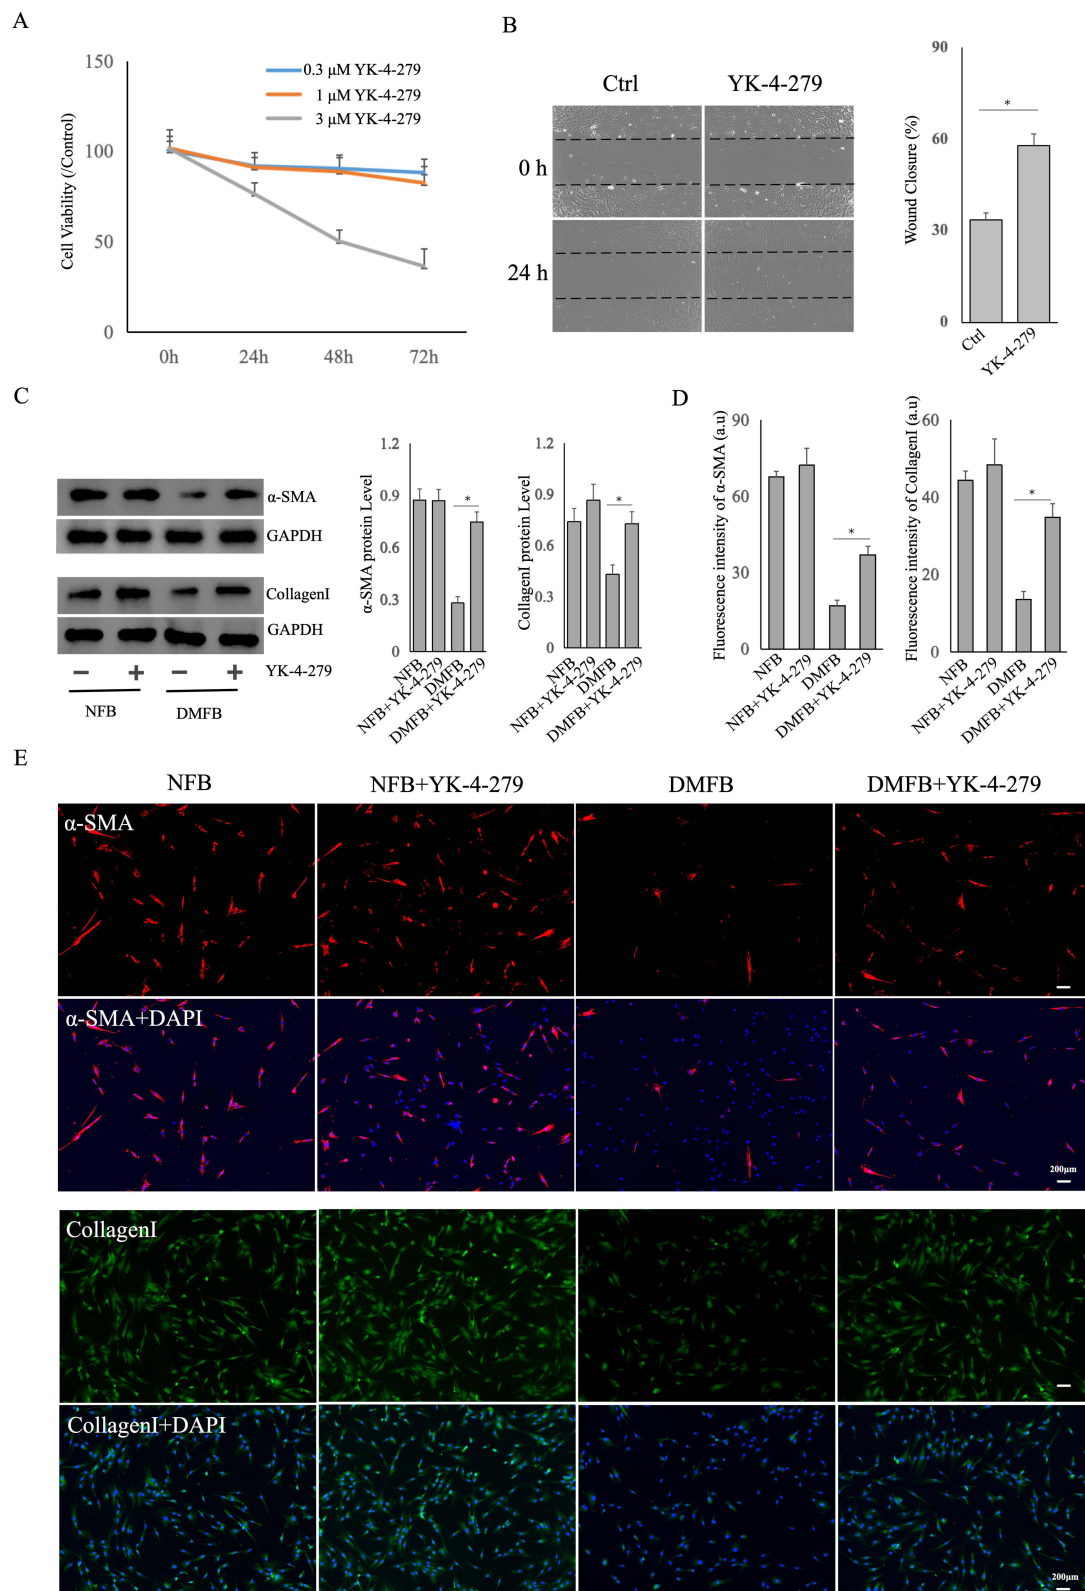 A
150
100
50
0
Cell Viability (/Control)
0h 24h 48h 72h
0.3 μM YK-4-279
1 μM YK-4-279
3 μM YK-4-279
B
Ctrl YK-4-279
0 h
24 h
90
60
30
0
Wound Closure (%)
*
Ctrl
YK-4-279
C
α-SMA
GAPDH
CollagenI
GAPDH
− + − + YK-4-279
NFB DMFB
1.2
0.9
0.6
0.3
0
α-SMA protein Level
*
NFB
NFB+YK-4-279
DMFB
DMFB+YK-4-279
1.2
0.9
0.6
0.3
0
CollagenI protein Level
*
NFB
NFB+YK-4-279
DMFB
DMFB+YK-4-279
D
90
60
30
0
Fluorescence intensity of α-SMA (a.u)
*
NFB
NFB+YK-4-279
DMFB
DMFB+YK-4-279
60
40
20
0
Fluorescence intensity of CollagenI (a.u)
*
NFB
NFB+YK-4-279
DMFB
DMFB+YK-4-279
E
NFB NFB+YK-4-279 DMFB DMFB+YK-4-279
α-SMA
α-SMA+DAPI
200μm
CollagenI
CollagenI+DAPI
200μm